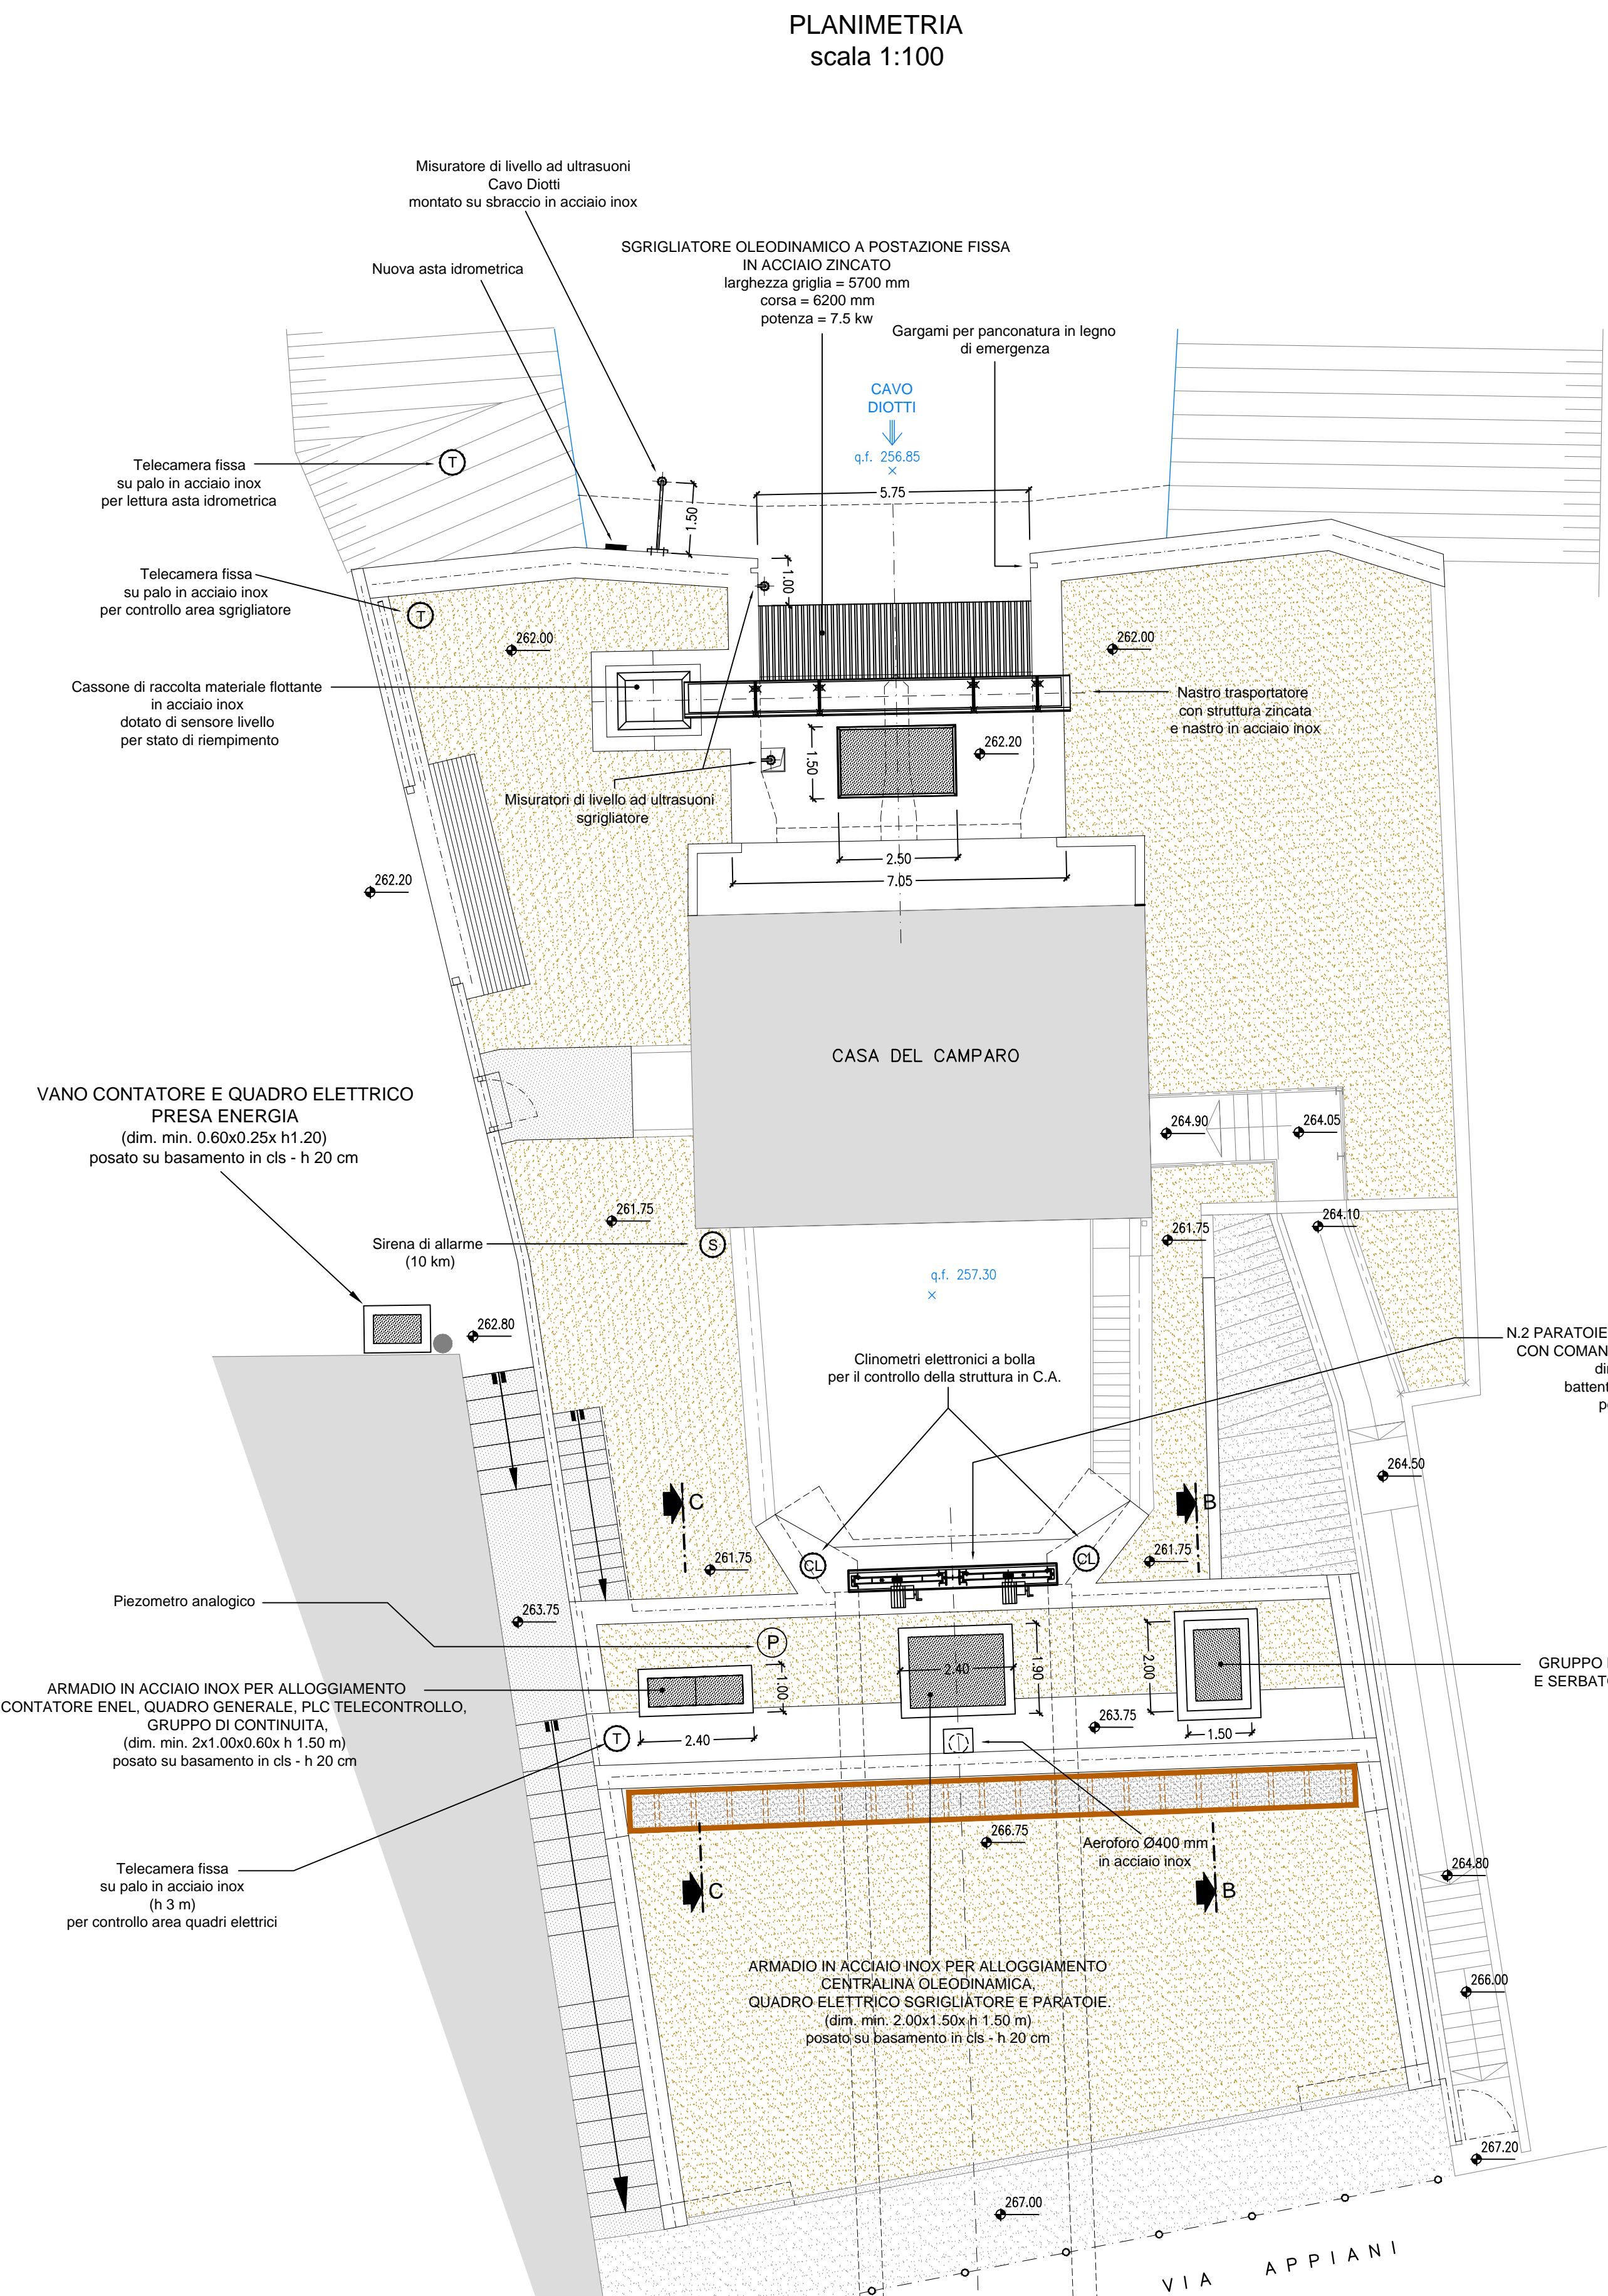 PLANIMETRIA
scala 1:100
Misuratore di livello ad ultrasuoni
Cavo Diotti
montato su sbraccio in acciaio inox
SGRIGLIATORE OLEODINAMICO A POSTAZIONE FISSA
IN ACCIAIO ZINCATO
larghezza griglia = 5700 mm
corsa = 6200 mm
potenza = 7.5 kw
Nuova asta idrometrica
Gargami per panconatura in legno
di emergenza
CAVO
DIOTTI
q.f. 256.85
Telecamera fissa
su palo in acciaio inox
per lettura asta idrometrica
T
5.75
1.50
Telecamera fissa
su palo in acciaio inox
per controllo area sgrigliatore
T
1.00
262.00
262.00
Cassone di raccolta materiale flottante
in acciaio inox
dotato di sensore livello
per stato di riempimento
Nastro trasportatore
con struttura zincata
e nastro in acciaio inox
262.20
1.50
Misuratori di livello ad ultrasuoni
sgrigliatore
2.50
7.05
262.20
CASA DEL CAMPARO
VANO CONTATORE E QUADRO ELETTRICO
PRESA ENERGIA
(dim. min. 0.60x0.25x h1.20)
posato su basamento in cls - h 20 cm
264.90
264.05
261.75
264.10
261.75
Sirena di allarme
(10 km)
S
q.f. 257.30
262.80
N.2 PARATOIE
CON COMAN
battent
Clinometri elettronici a bolla
per il controllo della struttura in C.A.
264.50
C
B
261.75
CL
CL
261.75
Piezometro analogico
263.75
P
2.40
1.90
2.00
1.00
GRUPPO
E SERBATO
ARMADIO IN ACCIAIO INOX PER ALLOGGIAMENTO
CONTATORE ENEL, QUADRO GENERALE, PLC TELECONTROLLO,
GRUPPO DI CONTINUITA,
(dim. min. 2x1.00x0.60x h 1.50 m)
posato su basamento in cls - h 20 cm
T
2.40
263.75
1.50
266.75
Aeroforo Ø400 mm
in acciaio inox
Telecamera fissa
su palo in acciaio inox
(h 3 m)
per controllo area quadri elettrici
264.80
C
B
ARMADIO IN ACCIAIO INOX PER ALLOGGIAMENTO
CENTRALINA OLEODINAMICA,
QUADRO ELETTRICO SGRIGLIATORE E PARATOIE.
(dim. min. 2.00x1.50x h 1.50 m)
posato su basamento in cls - h 20 cm
266.00
267.20
267.00
VIA APPIANI